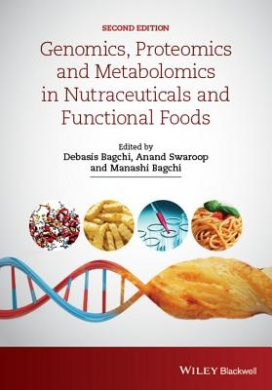 SECOND EDITION
Genomics, Proteomics
and Metabolomics
in Nutraceuticals and
Functional Foods
Edited by
Debasis Bagchi, Anand Swaroop
and Manashi Bagchi
WILEY Blackwell